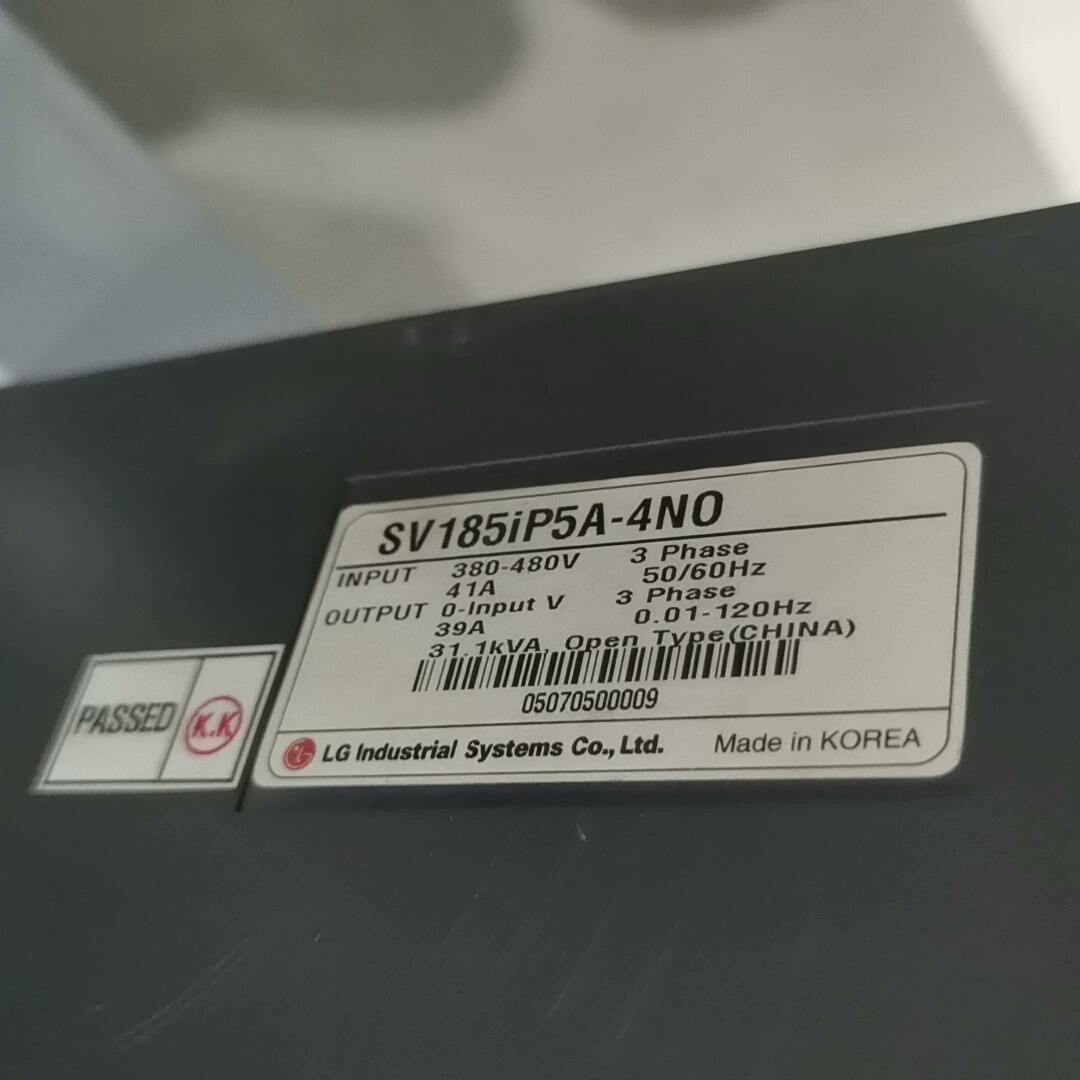 SV185iP5A-4NO
INPUT 380-480V 3 Phase
41A 50/60Hz
OUTPUT 0-Input V 3 Phase
39A 0.01-120Hz
31.1kVA, Open Type(CHINA)
05070500009
LG LG Industrial Systems Co.,Ltd. Made in KOREA
PASSED K.K